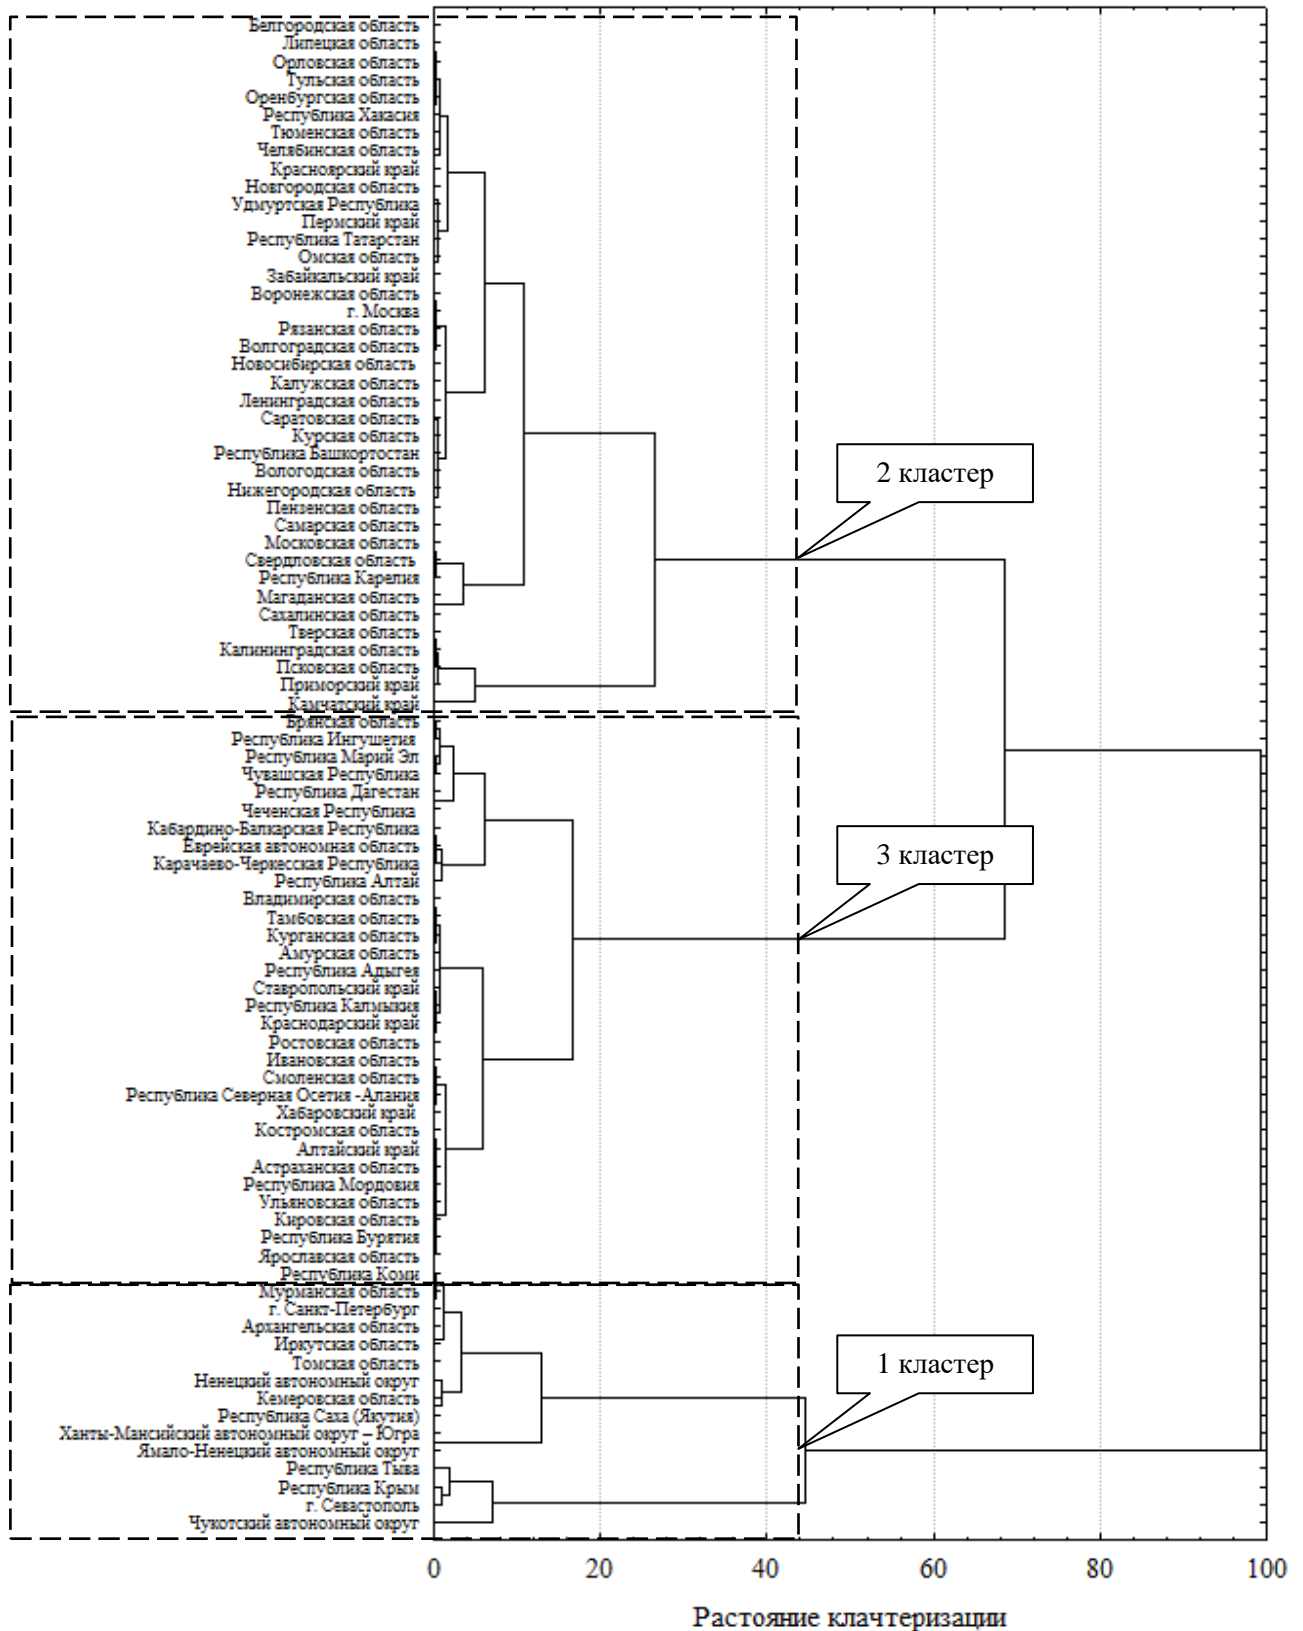 Белгородская область
Липецкая область
Орловская область
Тульская область
Оренбургская область
Республика Хакасия
Тюменская область
Челябинская область
Красноярский край
Новгородская область
Удмуртская Республика
Пермский край
Республика Татарстан
Омская область
Забайкальский край
Воронежская область
г. Москва
Рязанская область
Волгоградская область
Новосибирская область
Калужская область
Ленинградская область
Саратовская область
Курская область
Республика Башкортостан
Вологодская область
Нижегородская область
Пензенская область
Самарская область
Московская область
Свердловская область
Республика Карелия
Магаданская область
Сахалинская область
Тверская область
Калининградская область
Псковская область
Приморский край
Камчатский край
2 кластер
Брянская область
Республика Ингушетия
Республика Марий Эл
Чувашская Республика
Республика Дагестан
Чеченская Республика
Кабардино-Балкарская Республика
Еврейская автономная область
Карачаево-Черкесская Республика
Республика Алтай
Владимирская область
Тамбовская область
Курганская область
Амурская область
Республика Адыгея
Ставропольский край
Республика Калмыкия
Краснодарский край
Ростовская область
Ивановская область
Смоленская область
Республика Северная Осетия -Алания
Хабаровский край
Костромская область
Алтайский край
Астраханская область
Республика Мордовия
Ульяновская область
Кировская область
Республика Бурятия
Ярославская область
Республика Коми
3 кластер
Мурманская область
г. Санкт-Петербург
Архангельская область
Иркутская область
Томская область
Ненецкий автономный округ
Кемеровская область
Республика Саха (Якутия)
Ханты-Мансийский автономный округ – Югра
Ямало-Ненецкий автономный округ
Республика Тыва
Республика Крым
г. Севастополь
Чукотский автономный округ
1 кластер
0 20 40 60 80 100
Растояние клачтеризации